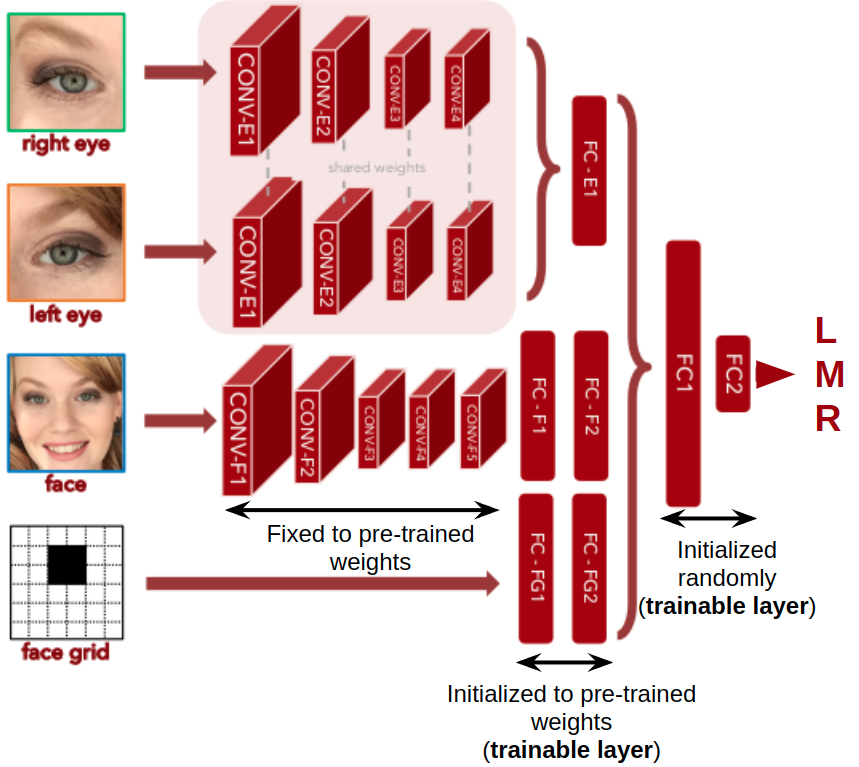 right eye
CONV-E1
CONV-E2
CONV-E3
CONV-E4
shared weights
left eye
CONV-E1
CONV-E2
CONV-E3
CONV-E4
FC - E1
face
CONV-F1
CONV-F2
CONV-F3
CONV-F4
CONV-F5
FC - F1
FC - F2
Fixed to pre-trained
weights
face grid
FC - FG1
FC - FG2
Initialized to pre-trained
weights
(trainable layer)
FC1
FC2
Initialized
randomly
(trainable layer)
L
M
R